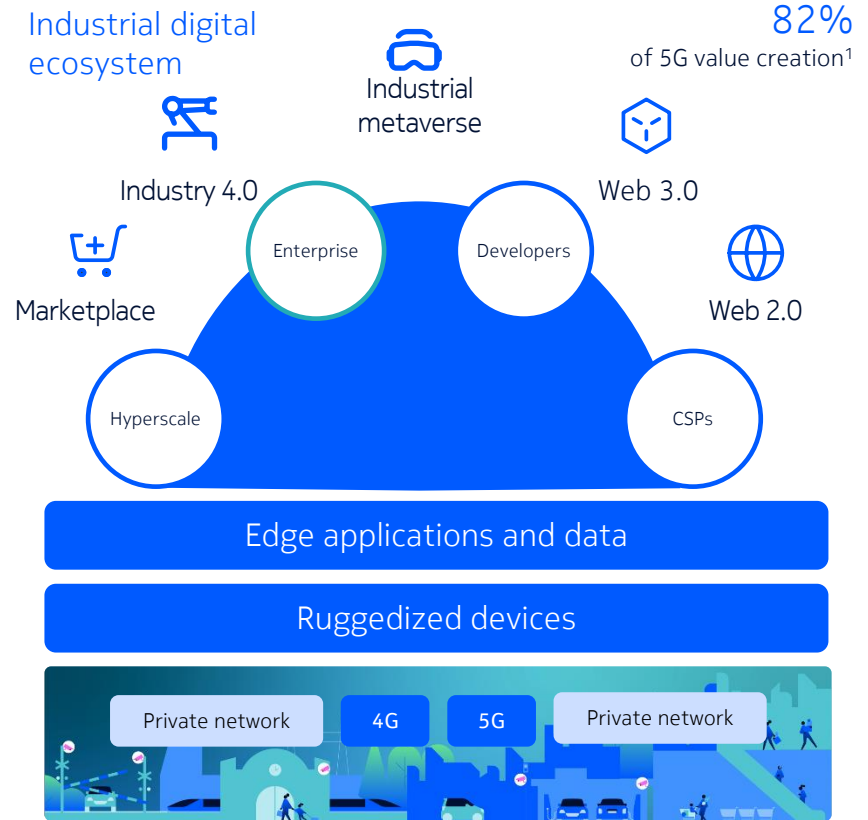 Industrial digital
ecosystem
82%
of 5G value creation¹
Industrial
metaverse
Industry 4.0
Web 3.0
Enterprise
Developers
Marketplace
Web 2.0
Hyperscale
CSPs
Edge applications and data
Ruggedized devices
Private network
4G
5G
Private network